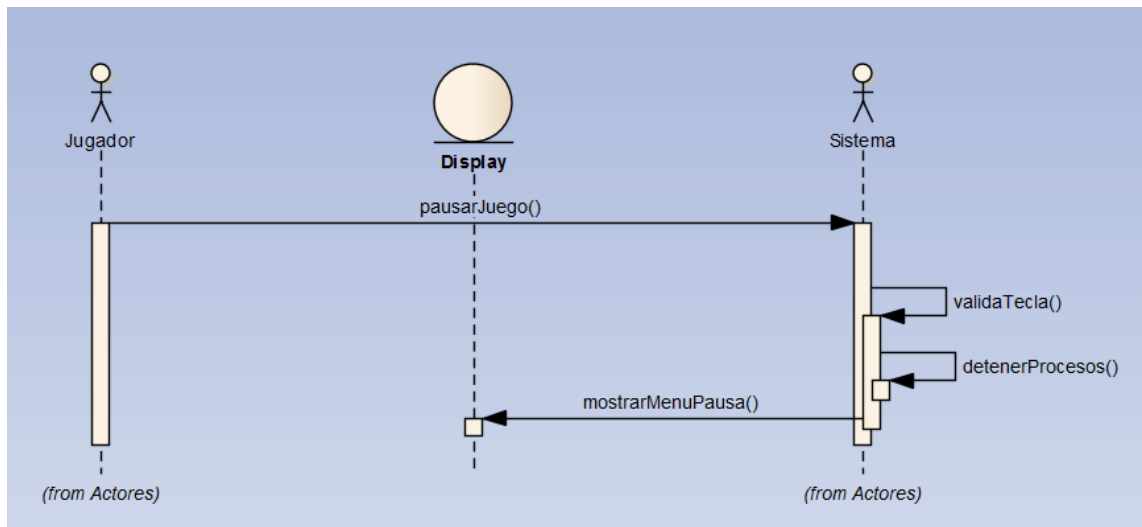 Jugador
Display
Sistema
pausarJuego()
validaTecla()
detenerProcesos()
mostrarMenuPausa()
(from Actores)
(from Actores)